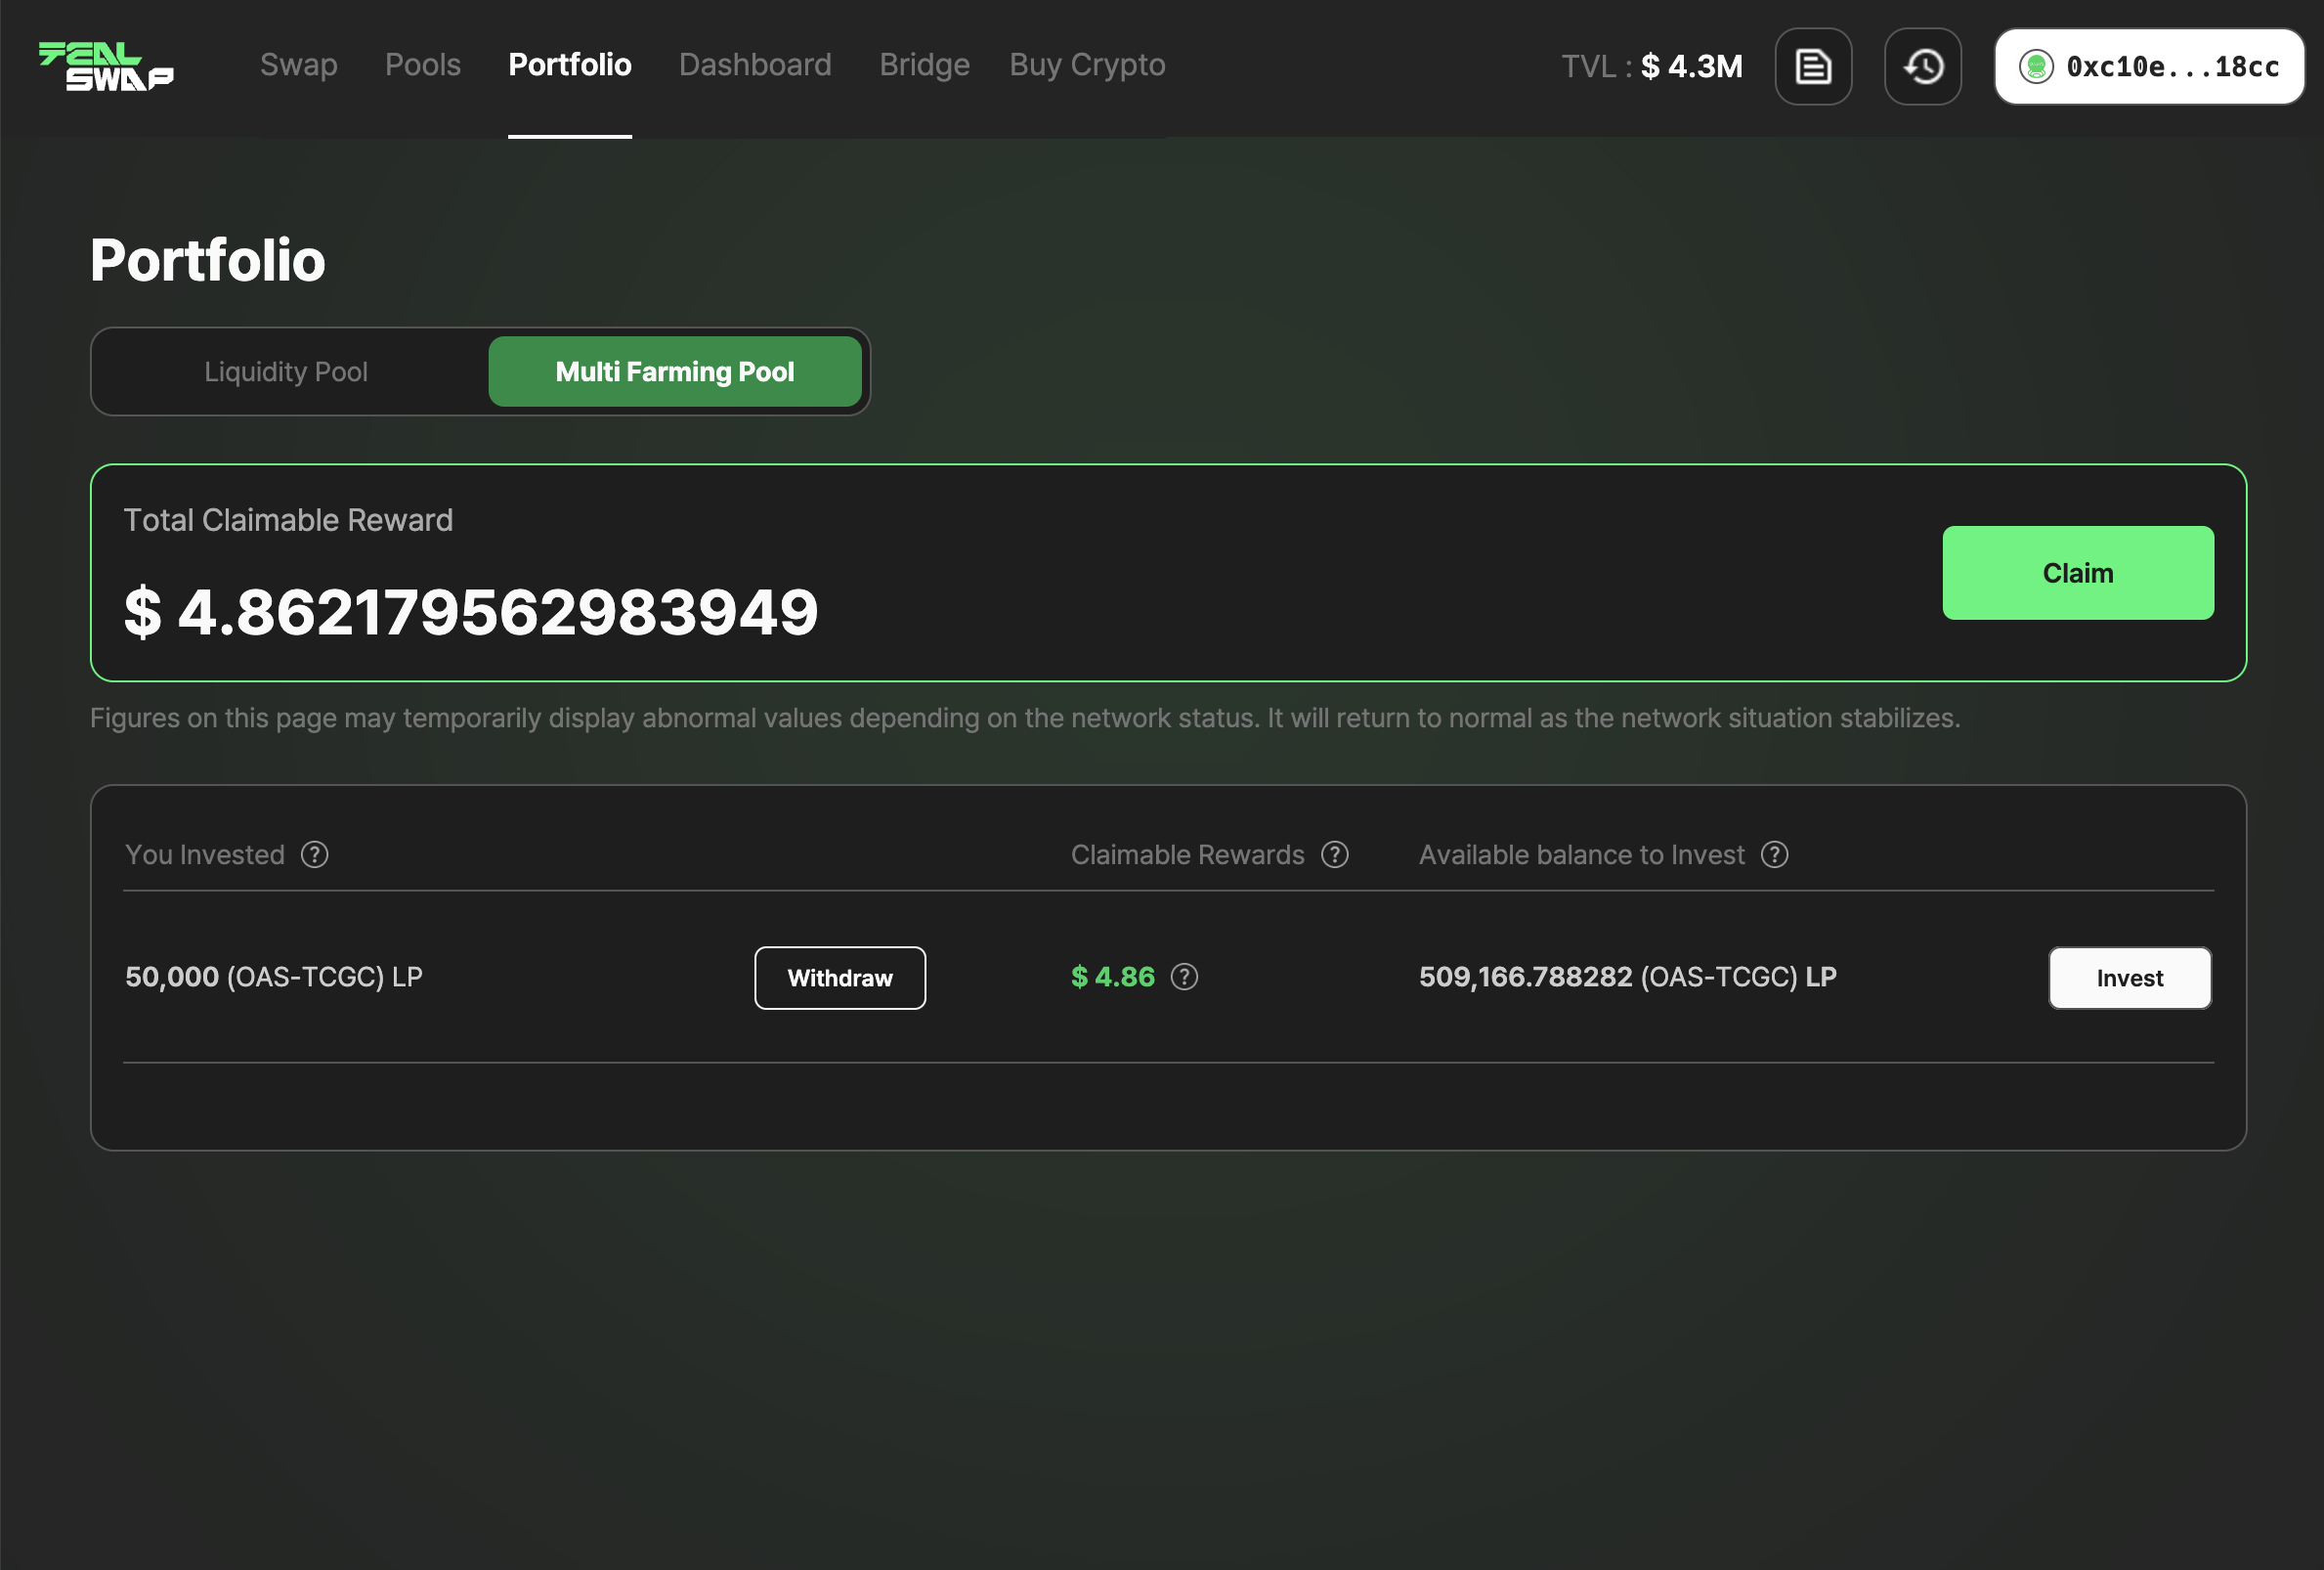 TEAL
SWAP
Swap Pools Portfolio Dashboard Bridge Buy Crypto TVL : $ 4.3M 0xc10e...18cc
Portfolio
Liquidity Pool Multi Farming Pool
Total Claimable Reward
$ 4.862179562983949
Claim
Figures on this page may temporarily display abnormal values depending on the network status. It will return to normal as the network situation stabilizes.
You Invested ? Claimable Rewards ? Available balance to Invest ?
50,000 (OAS-TCGC) LP Withdraw $ 4.86 ? 509,166.788282 (OAS-TCGC) LP Invest